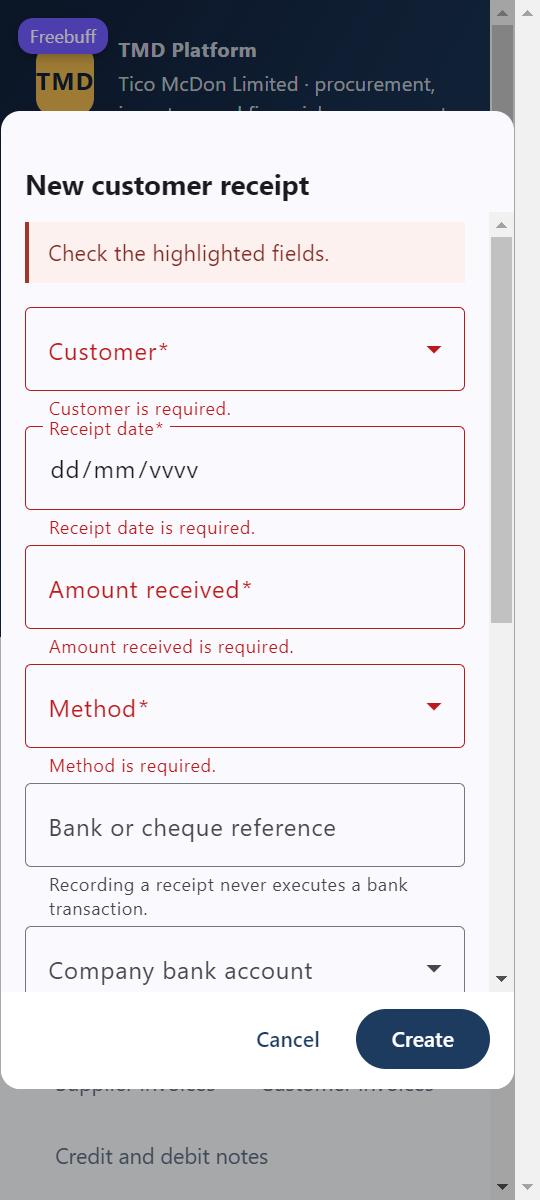 Freebuff
TMD Platform
TMD
Tico McDon Limited · procurement,
New customer receipt
Check the highlighted fields.
Customer*
Customer is required.
Receipt date*
dd/mm/yyyy
Receipt date is required.
Amount received*
Amount received is required.
Method*
Method is required.
Bank or cheque reference
Recording a receipt never executes a bank
transaction.
Company bank account
Cancel
Create
Supplier invoices
Customer invoices
Credit and debit notes